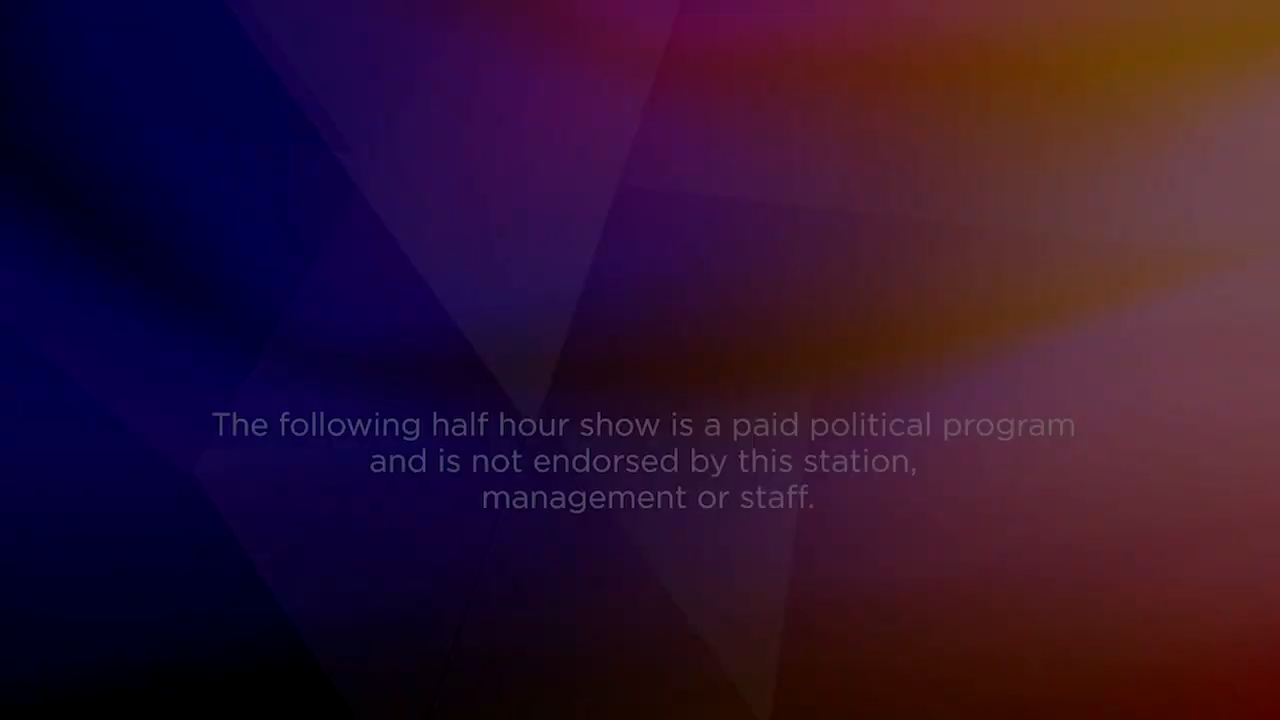 The following half hour show is a paid political program
and is not endorsed by this station,
management or staff.